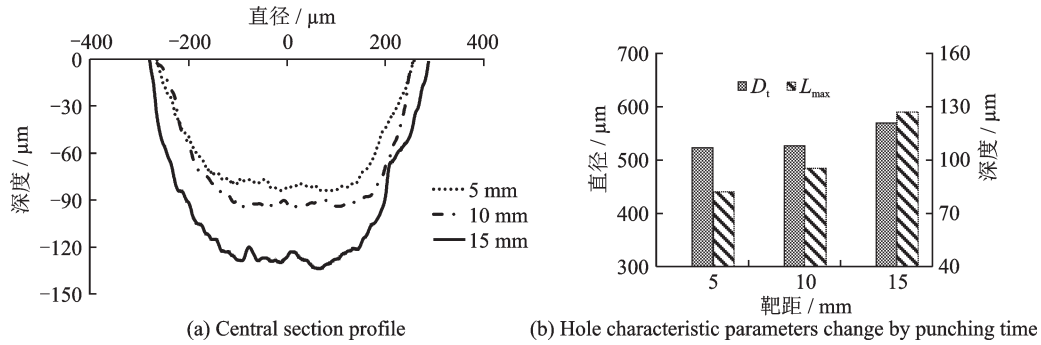 直径 / μm
−400 −200 0 200 400
0
−30
−60
−90
−120
−150
深度 / μm
5 mm
10 mm
15 mm
(a) Central section profile
700
600
500
400
300
直径 / μm
Dt Lmax
160
130
100
70
40
深度 / μm
5 10 15
靶距 / mm
(b) Hole characteristic parameters change by punching time